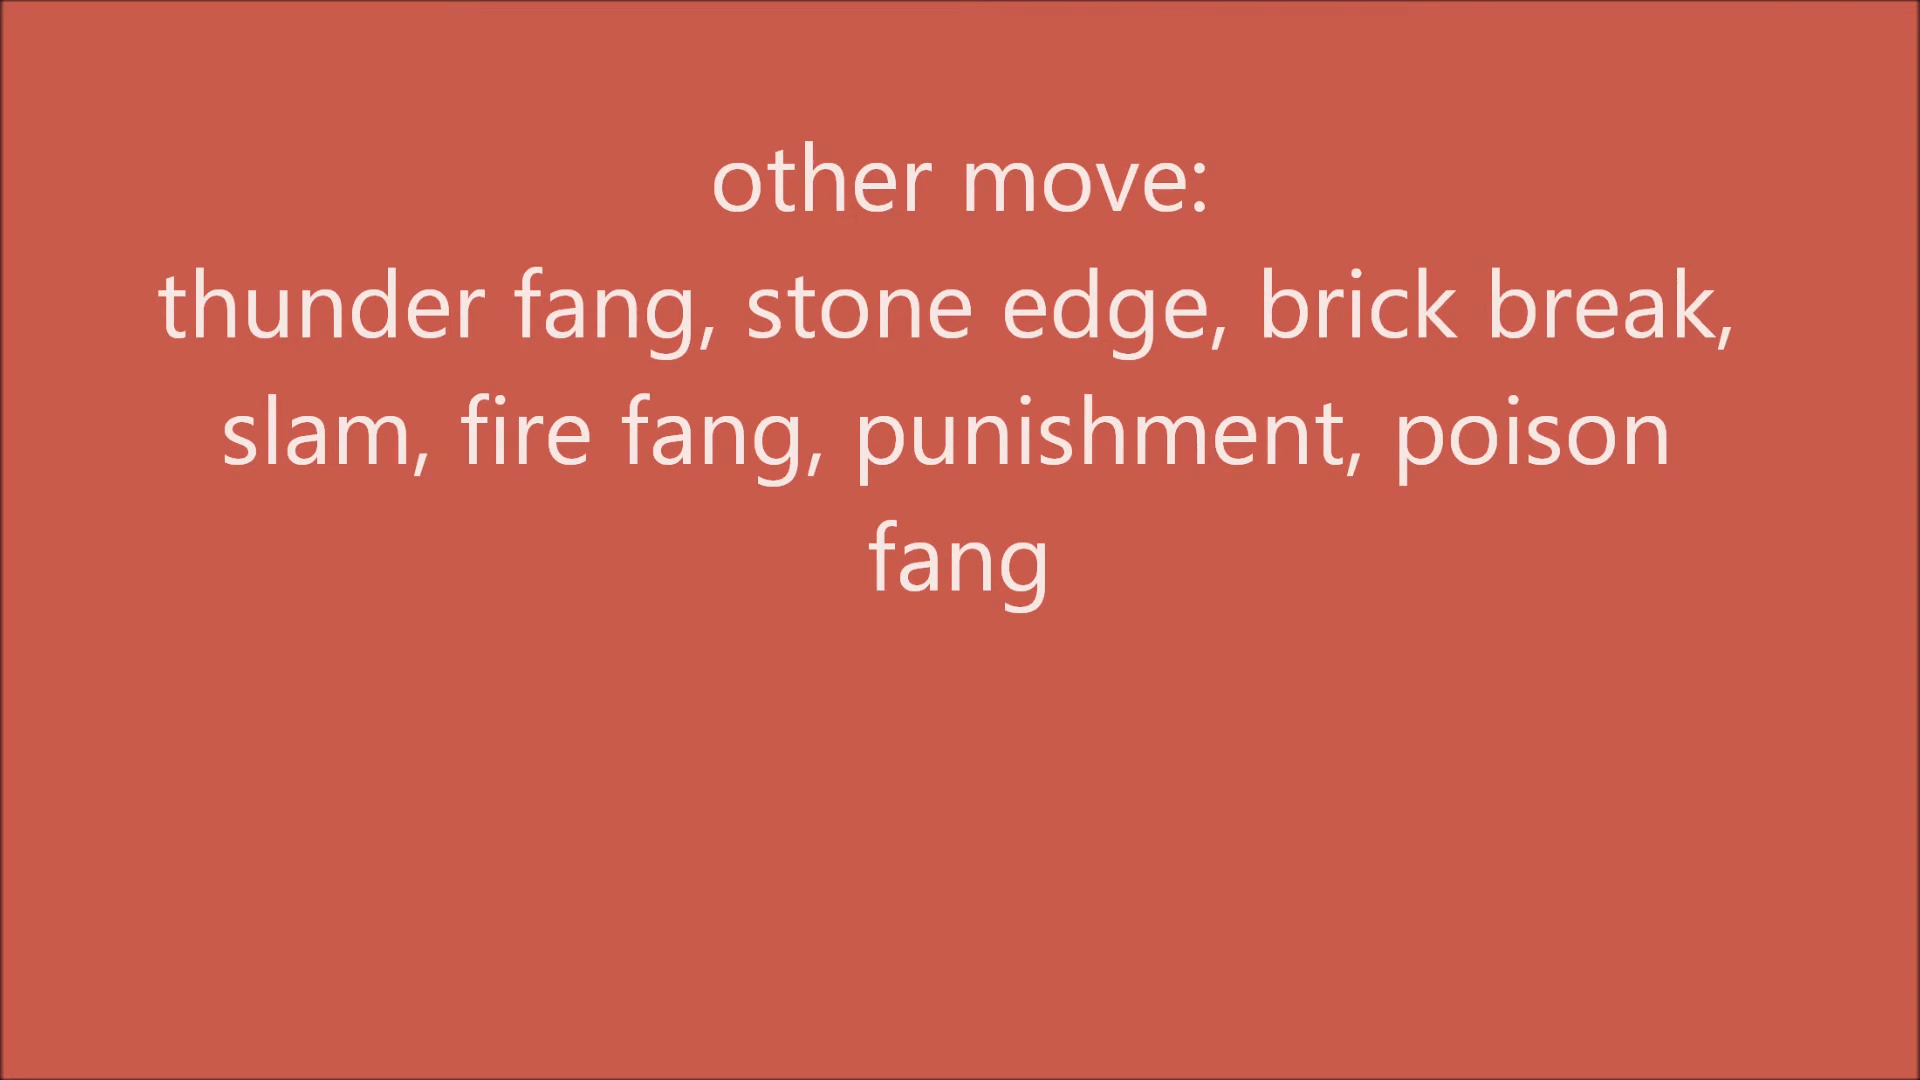 other move:
thunder fang, stone edge, brick break,
slam, fire fang, punishment, poison
fang